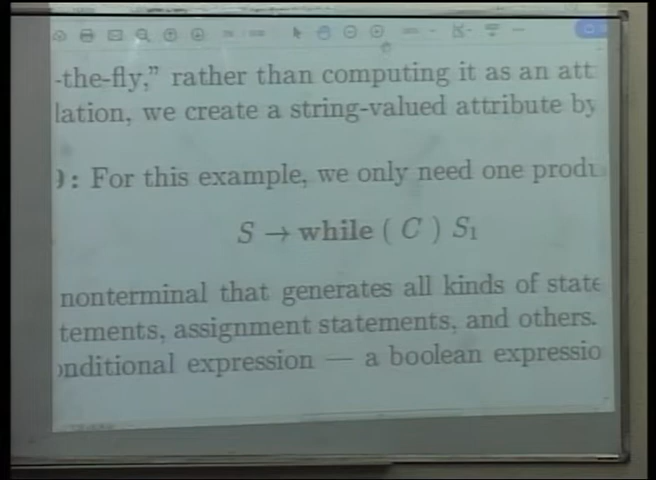 -the-fly,” rather than computing it as an att
lation, we create a string-valued attribute by
): For this example, we only need one produ
S → while ( C ) S₁
nonterminal that generates all kinds of state
tements, assignment statements, and others.
onditional expression — a boolean expressio